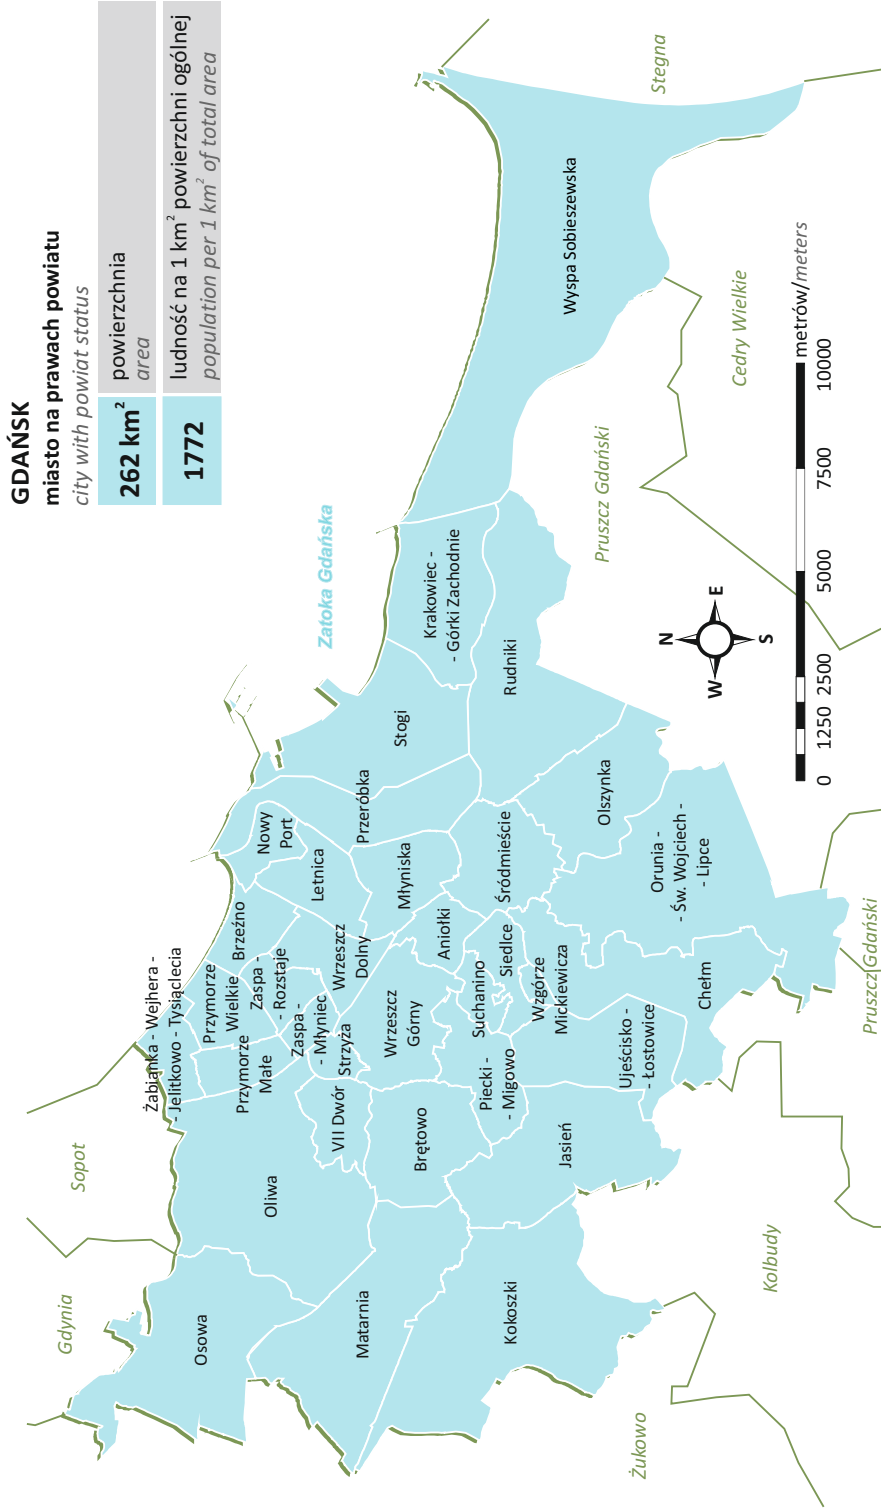 GDAŃSK
miasto na prawach powiatu
city with powiat status
262 km²
powierzchnia
area
1772
ludność na 1 km² powierzchni ogólnej
population per 1 km² of total area
Gdynia
Sopot
Zatoka Gdańska
Stegna
Żabianka - Wejhera -
- Jelitkowo - Tysiąclecia
Osowa
Oliwa
Przymorze
Wielkie
Przymorze
Małe
Brzeźno
Zaspa -
- Rozstaje
Zaspa -
- Młyniec
Nowy
Port
Letnica
Wrzeszcz
Dolny
Strzyża
VII Dwór
Przeróbka
Stogi
Młyniska
Matarnia
Brętowo
Wrzeszcz
Górny
Aniołki
Krakowiec -
- Górki Zachodnie
Wyspa Sobieszewska
Kokoszki
Piecki -
- Migowo
Suchanino
Siedlce
Śródmieście
Rudniki
Jasień
Wzgórze
Mickiewicza
Olszynka
Ujeścisko -
- Łostowice
Chełm
Orunia -
- Św. Wojciech -
- Lipce
Pruszcz Gdański
Cedry Wielkie
Żukowo
Kolbudy
Pruszcz Gdański
N
W
E
S
metrów/meters
0
1250
2500
5000
7500
10000